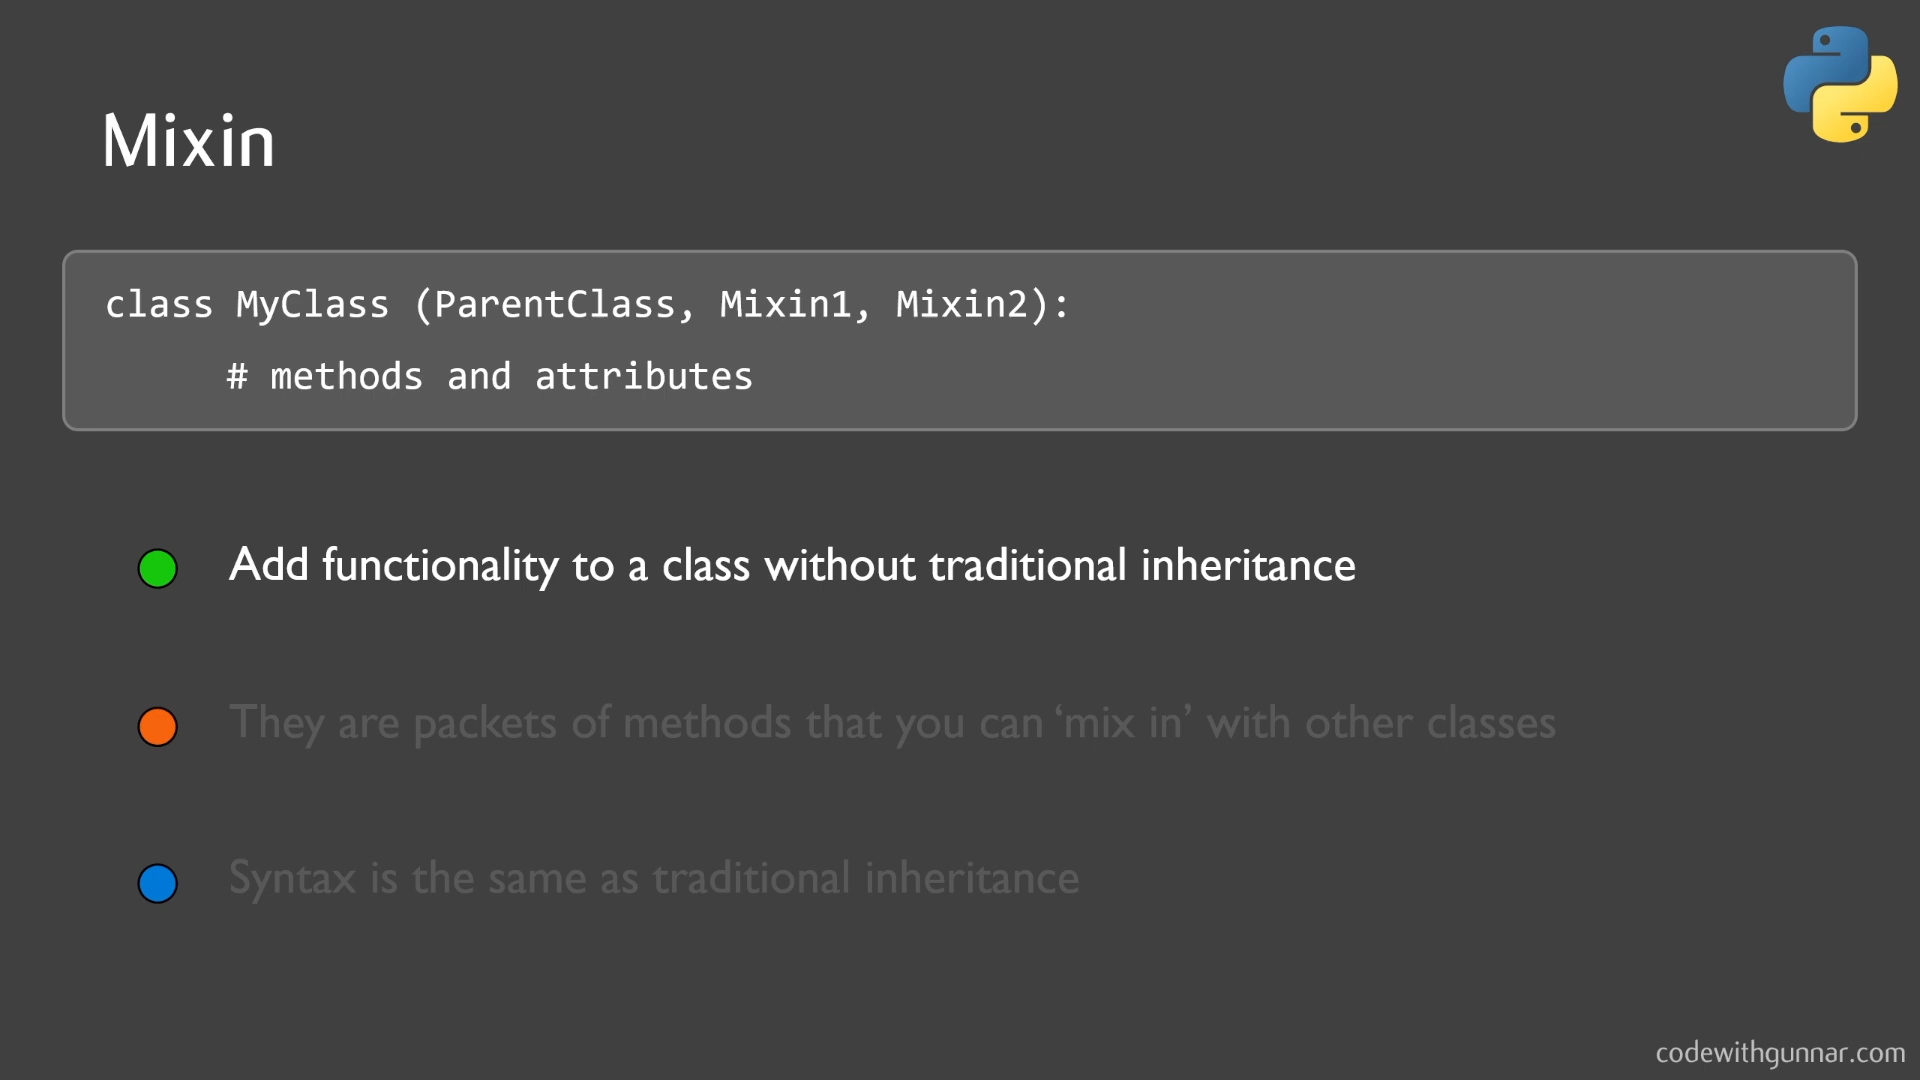 Mixin
class MyClass (ParentClass, Mixin1, Mixin2):
# methods and attributes
Add functionality to a class without traditional inheritance
They are packets of methods that you can ‘mix in’ with other classes
Syntax is the same as traditional inheritance
codewithgunnar.com